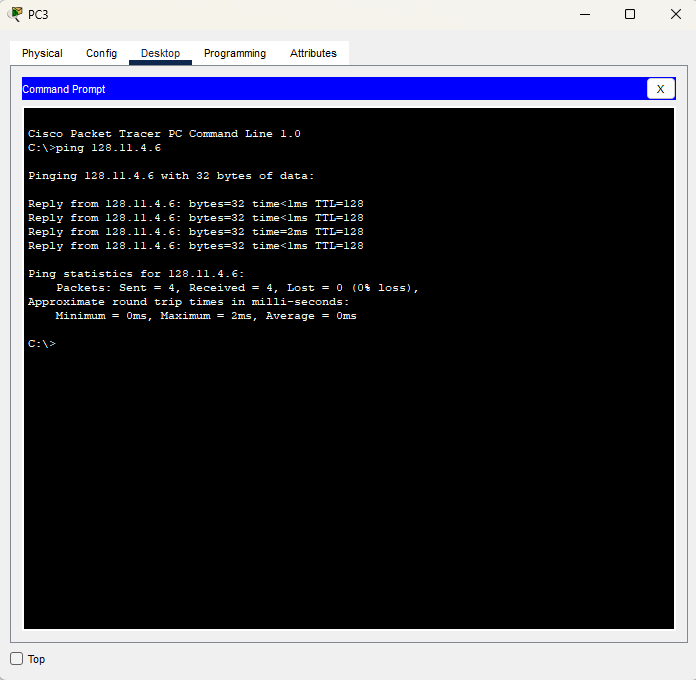 PC3
Physical Config Desktop Programming Attributes
Command Prompt X
Cisco Packet Tracer PC Command Line 1.0
C:\>ping 128.11.4.6
Pinging 128.11.4.6 with 32 bytes of data:
Reply from 128.11.4.6: bytes=32 time<1ms TTL=128
Reply from 128.11.4.6: bytes=32 time<1ms TTL=128
Reply from 128.11.4.6: bytes=32 time=2ms TTL=128
Reply from 128.11.4.6: bytes=32 time<1ms TTL=128
Ping statistics for 128.11.4.6:
    Packets: Sent = 4, Received = 4, Lost = 0 (0% loss),
Approximate round trip times in milli-seconds:
    Minimum = 0ms, Maximum = 2ms, Average = 0ms
C:\>
Top